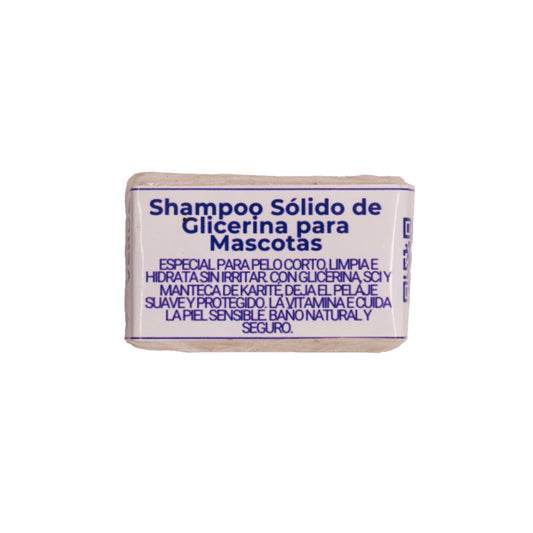 Shampoo Sólido de
Glicerina para
Mascotas
ESPECIAL PARA PELO CORTO, LIMPIA E
HIDRATA SIN IRRITAR. CON GLICERINA, SCI Y
MANTECA DE KARITÉ, DEJA EL PELAJE
SUAVE Y PROTEGIDO. LA VITAMINA E CUIDA
LA PIEL SENSIBLE. BAÑO NATURAL Y
SEGURO.